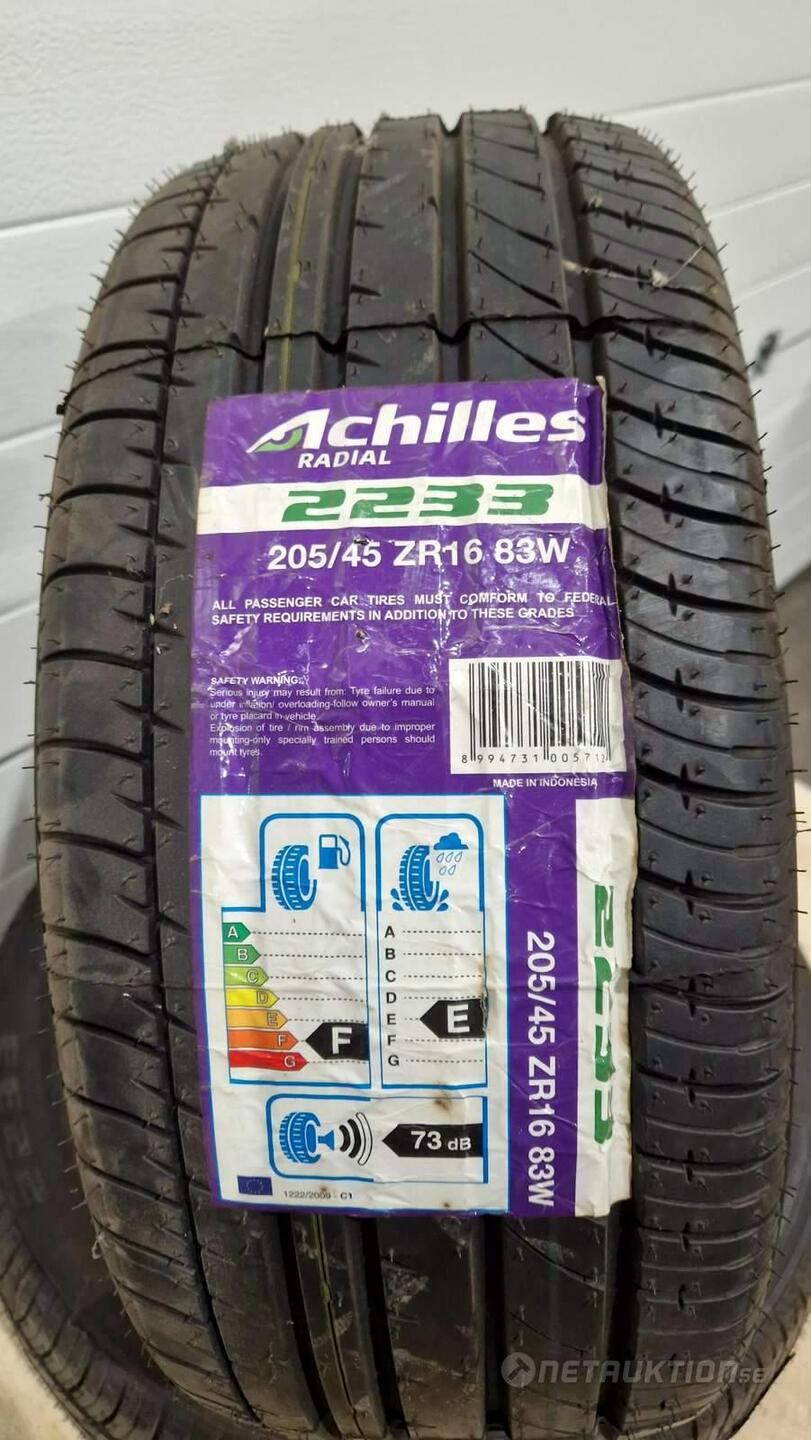 Achilles
RADIAL
2233
205/45 ZR16 83W
ALL PASSENGER CAR TIRES MUST COMFORM TO FEDERAL
SAFETY REQUIREMENTS IN ADDITION TO THESE GRADES
SAFETY WARNING:
Serious injury may result from: Tyre failure due to
under inflation/ overloading-follow owner's manual
or tyre placard in vehicle.
Explosion of tire / rim assembly due to improper
mounting-only specially trained persons should
mount tyres.
8 994731 005712
MADE IN INDONESIA
A
B
C
D
E
F
G
F
A
B
C
D
E
F
G
E
73 dB
1222/2009 - C1
2233
205/45 ZR16 83W
NETAUKTION.SE